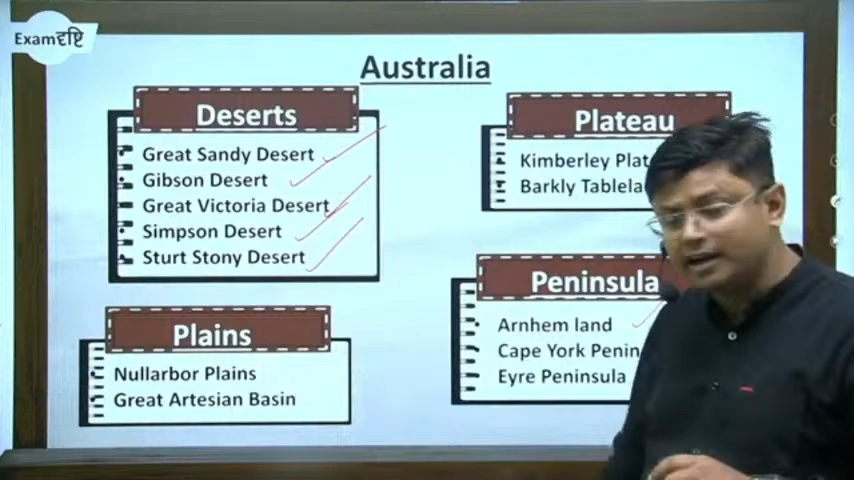 Examदृष्टि
Australia
Deserts
Great Sandy Desert
Gibson Desert
Great Victoria Desert
Simpson Desert
Sturt Stony Desert
Plateau
Kimberley
Barkly
Plains
Nullarbor Plains
Great Artesian Basin
Peninsula
Arnhem land
Cape York
Eyre Peninsula